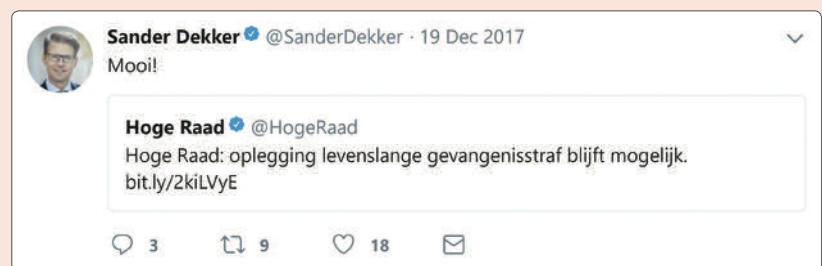 Sander Dekker @SanderDekker · 19 Dec 2017
Mooi!
Hoge Raad @HogeRaad
Hoge Raad: oplegging levenslange gevangenisstraf blijft mogelijk.
bit.ly/2kiLVyE
3 9 18